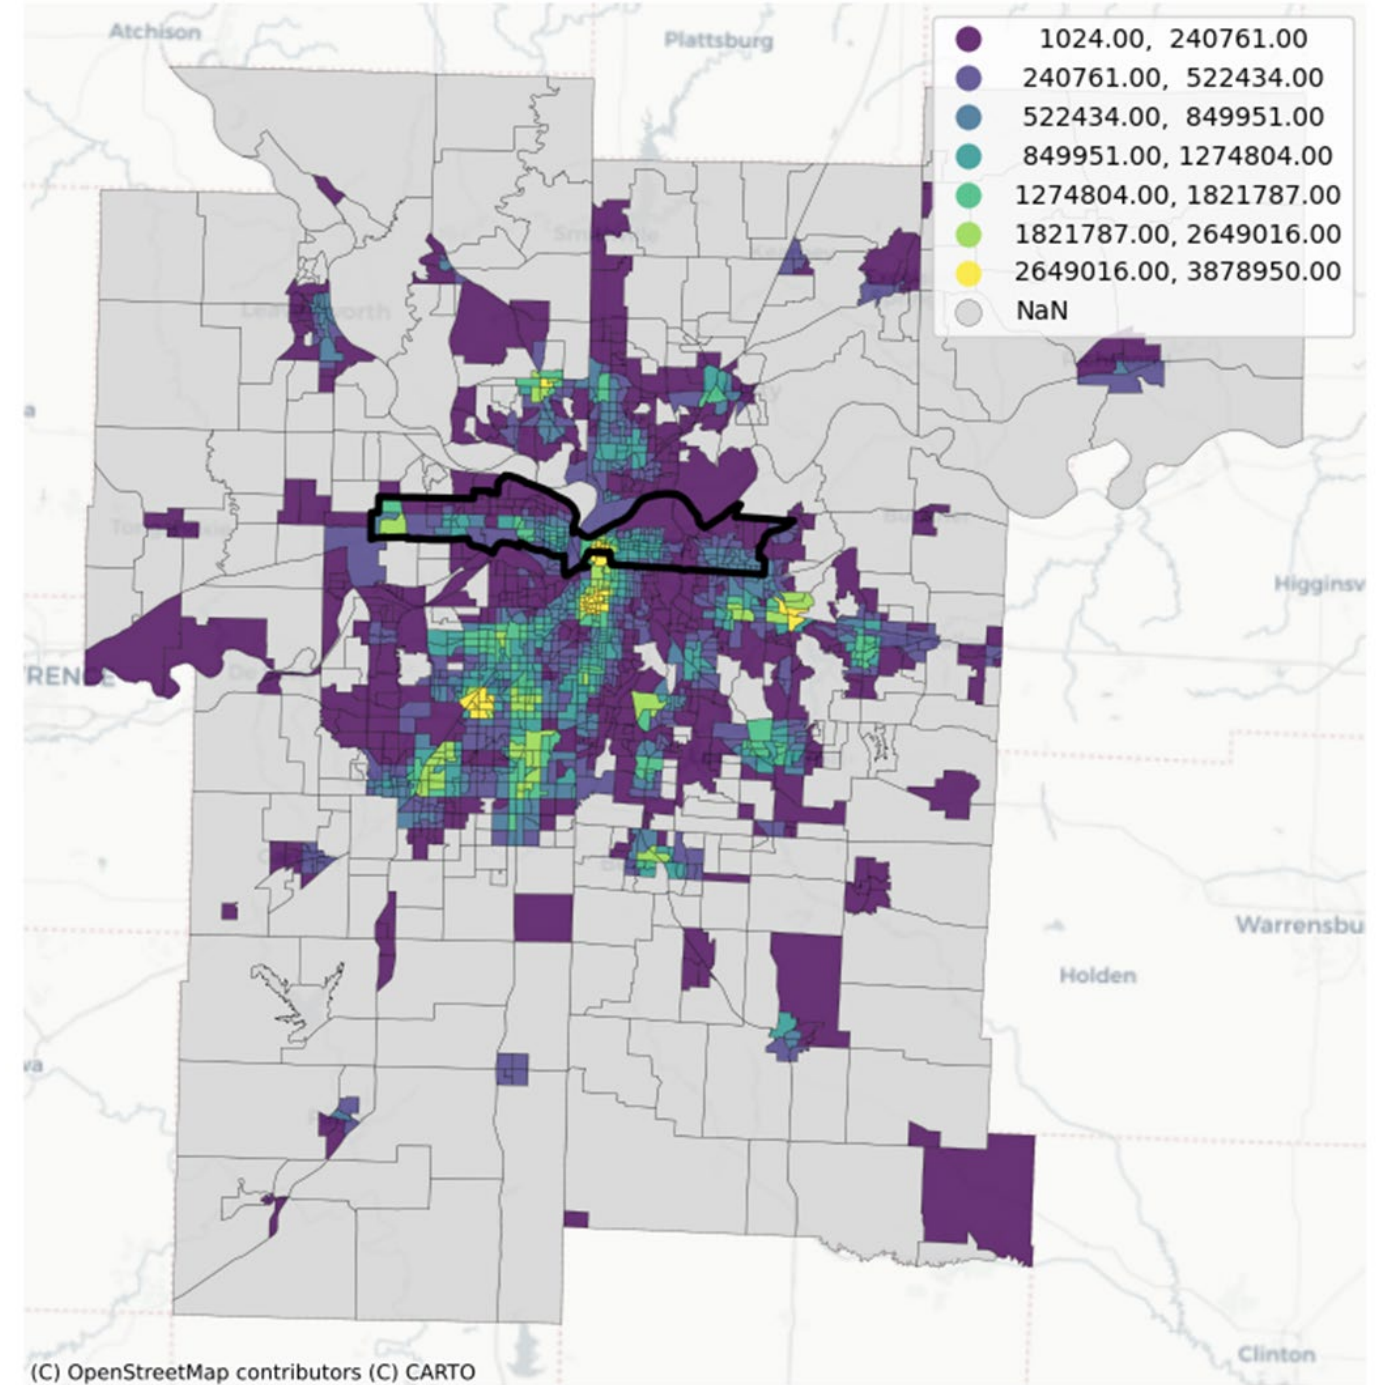 Atchison
Plattsburg
1024.00, 240761.00
240761.00, 522434.00
522434.00, 849951.00
849951.00, 1274804.00
1274804.00, 1821787.00
1821787.00, 2649016.00
2649016.00, 3878950.00
NaN
Higginsv
RENCE
Warrensbu
Holden
Clinton
(C) OpenStreetMap contributors (C) CARTO